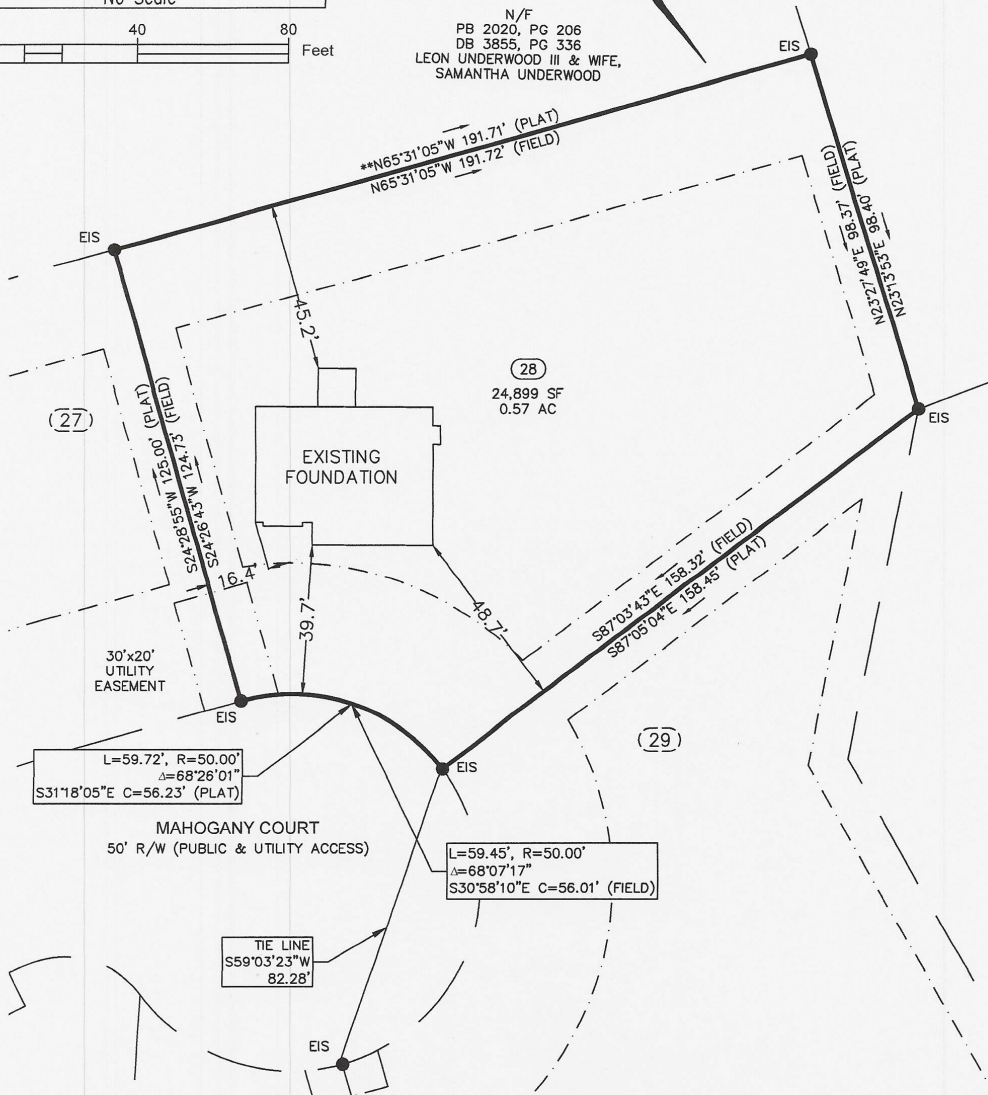 No Scale
40
80
Feet
N/F
PB 2020, PG 206
DB 3855, PG 336
LEON UNDERWOOD III & WIFE,
SAMANTHA UNDERWOOD
EIS
**N65°31'05"W 191.71' (PLAT)
N65°31'05"W 191.72' (FIELD)
N23°27'49"E 98.37' (FIELD)
N23°13'53"E 98.40' (PLAT)
EIS
45.2'
28
24,899 SF
0.57 AC
27
S24°28'55"W 125.00' (PLAT)
S24°26'43"W 124.73' (FIELD)
EIS
EXISTING
FOUNDATION
16.4'
39.7'
48.7'
S87°03'43"E 158.32' (FIELD)
S87°05'04"E 158.45' (PLAT)
30'x20'
UTILITY
EASEMENT
EIS
29
EIS
L=59.72', R=50.00'
Δ=68°26'01"
S31°18'05"E C=56.23' (PLAT)
MAHOGANY COURT
50' R/W (PUBLIC & UTILITY ACCESS)
L=59.45', R=50.00'
Δ=68°07'17"
S30°58'10"E C=56.01' (FIELD)
TIE LINE
S59°03'23"W
82.28'
EIS